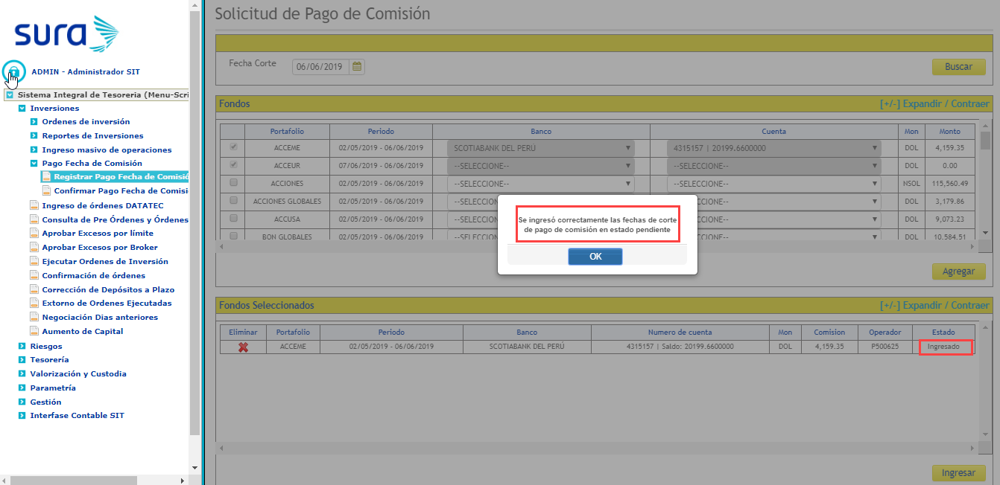 sura
ADMIN - Administrador SIT
Sistema Integral de Tesoreria (Menu-Scri
Inversiones
Ordenes de inversión
Reportes de Inversiones
Ingreso masivo de operaciones
Pago Fecha de Comisión
Registrar Pago Fecha de Comisió
Confirmar Pago Fecha de Comisi
Ingreso de órdenes DATATEC
Consulta de Pre Órdenes y Órdenes
Aprobar Excesos por límite
Aprobar Excesos por Broker
Ejecutar Ordenes de Inversión
Confirmación de órdenes
Corrección de Depósitos a Plazo
Extorno de Ordenes Ejecutadas
Negociación Dias anteriores
Aumento de Capital
Riesgos
Tesorería
Valorización y Custodia
Parametría
Gestión
Interfase Contable SIT
Solicitud de Pago de Comisión
Fecha Corte 06/06/2019 Buscar
Fondos [+/-] Expandir / Contraer
Portafolio Periodo Banco Cuenta Mon Monto
ACCEME 02/05/2019 - 06/06/2019 SCOTIABANK DEL PERÚ 4315157 | 20199.6600000 DOL 4,159.35
ACCEUR 07/06/2019 - 06/06/2019 --SELECCIONE-- --SELECCIONE-- DOL 0.00
ACCIONES 02/05/2019 - 06/06/2019 --SELECCIONE-- --SELECCIONE-- NSOL 115,560.49
ACCIONES GLOBALES 02/05/2019 - 06/06/2019 --SELECCION CIONE-- DOL 3,179.86
ACCUSA 02/05/2019 - 06/06/2019 --SELECCION CIONE-- DOL 9,073.23
BON GLOBALES 02/05/2019 - 06/06/2019 --SELECCION CIONE-- DOL 10,584.51
Se ingresó correctamente las fechas de corte
de pago de comisión en estado pendiente
OK
Agregar
Fondos Seleccionados [+/-] Expandir / Contraer
Eliminar Portafolio Periodo Banco Numero de cuenta Mon Comision Operador Estado
ACCEME 02/05/2019 - 06/06/2019 SCOTIABANK DEL PERÚ 4315157 | Saldo: 20199.6600000 DOL 4,159.35 P500625 Ingresado
Ingresar